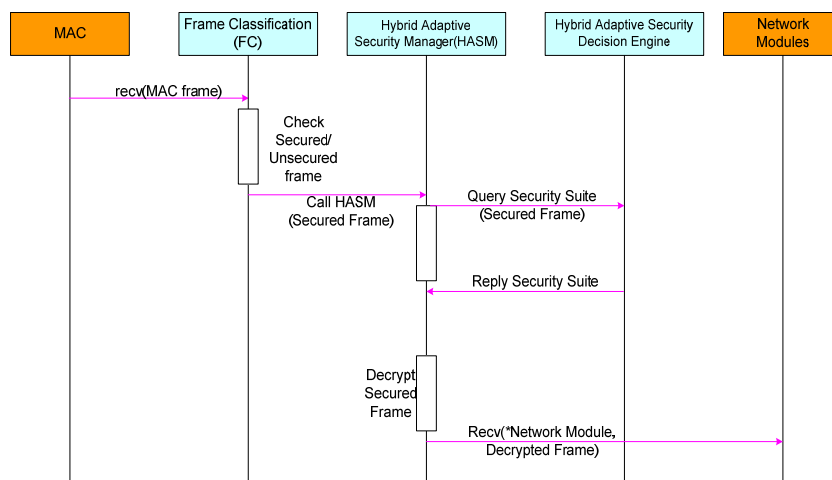 MAC
Frame Classification
(FC)
Hybrid Adaptive
Security Manager(HASM)
Hybrid Adaptive Security
Decision Engine
Network
Modules
recv(MAC frame)
Check
Secured/
Unsecured
frame
Call HASM
(Secured Frame)
Query Security Suite
(Secured Frame)
Reply Security Suite
Decrypt
Secured
Frame
Recv(*Network Module,
Decrypted Frame)